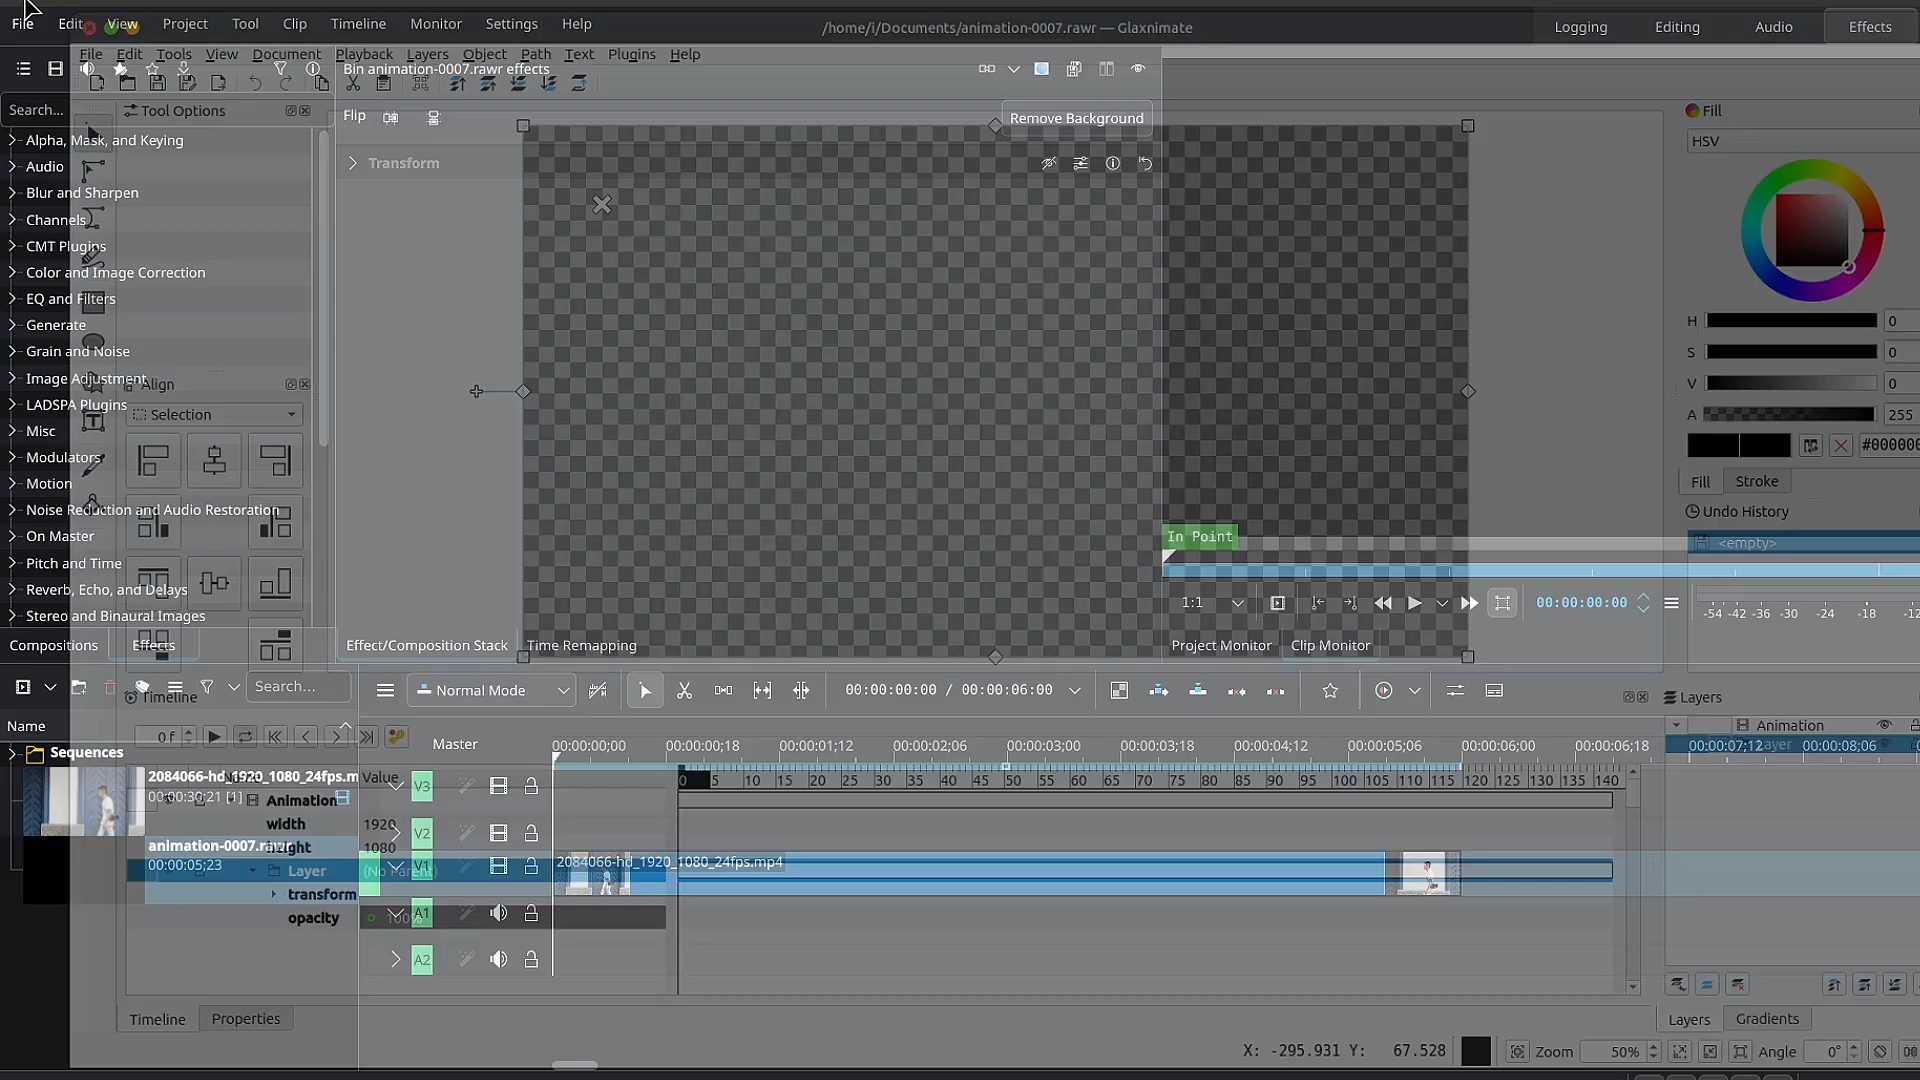 File Edit View Project Tool Clip Timeline Monitor Settings Help
/home/i/Documents/animation-0007.rawr — Glaxnimate
Logging Editing Audio Effects
File Edit Tools View Document Playback Layers Object Path Text Plugins Help
Bin animation-0007.rawr effects
Search...
Tool Options
Flip
Remove Background
Fill
HSV
Transform
Alpha, Mask, and Keying
Audio
Blur and Sharpen
Channels
CMT Plugins
Color and Image Correction
EQ and Filters
Generate
Grain and Noise
Image Adjustment
Align
LADSPA Plugins
Selection
Misc
Modulators
Motion
Noise Reduction and Audio Restoration
On Master
Pitch and Time
Reverb, Echo, and Delays
Stereo and Binaural Images
H 0
S 0
V 0
A 255
#000000
Fill Stroke
Undo History
<empty>
In Point
1:1
00:00:00:00
-54 -42 -36 -30 -24 -18 -12
Compositions Effects
Effect/Composition Stack Time Remapping
Project Monitor Clip Monitor
Search...
Normal Mode
00:00:00:00 / 00:00:06:00
Timeline
Layers
Name
0 f
Master
00:00:00;00 00:00:00;18 00:00:01;12 00:00:02;06 00:00:03;00 00:00:03;18 00:00:04;12 00:00:05;06 00:00:06;00 00:00:06;18 00:00:07;12 00:00:08;06
Animation
Layer
Sequences
2084066-hd_1920_1080_24fps.m
Value
V3
0 5 10 15 20 25 30 35 40 45 50 55 60 65 70 75 80 85 90 95 100 105 110 115 120 125 130 135 140
00:00:30;21 [1]
Animation
width 1920
V2
animation-0007.rawr
height 1080
00:00:05;23
V1
2084066-hd_1920_1080_24fps.mp4
Layer (No Parent)
transform
opacity 100%
A1
A2
Timeline Properties
Layers Gradients
X: -295.931 Y: 67.528
Zoom 50%
Angle 0°